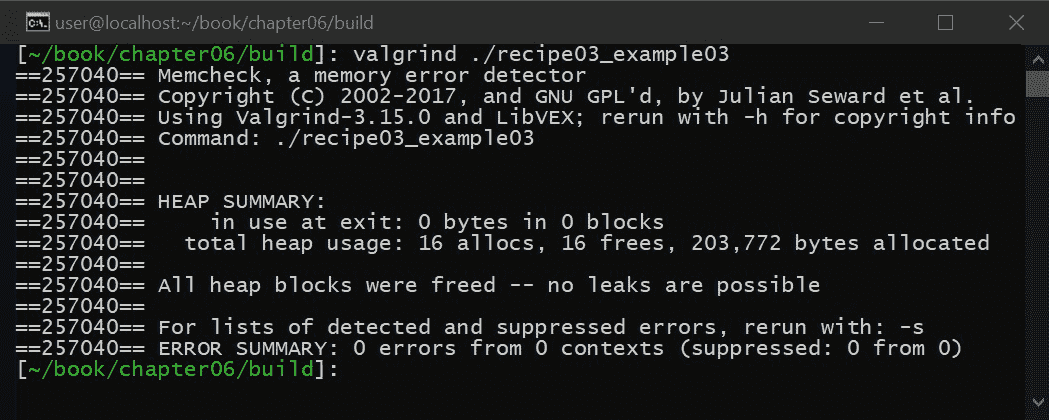 user@localhost:~/book/chapter06/build
[~/book/chapter06/build]: valgrind ./recipe03_example03
==257040== Memcheck, a memory error detector
==257040== Copyright (C) 2002-2017, and GNU GPL'd, by Julian Seward et al.
==257040== Using Valgrind-3.15.0 and LibVEX; rerun with -h for copyright info
==257040== Command: ./recipe03_example03
==257040==
==257040==
==257040== HEAP SUMMARY:
==257040==     in use at exit: 0 bytes in 0 blocks
==257040==   total heap usage: 16 allocs, 16 frees, 203,772 bytes allocated
==257040==
==257040== All heap blocks were freed -- no leaks are possible
==257040==
==257040== For lists of detected and suppressed errors, rerun with: -s
==257040== ERROR SUMMARY: 0 errors from 0 contexts (suppressed: 0 from 0)
[~/book/chapter06/build]: